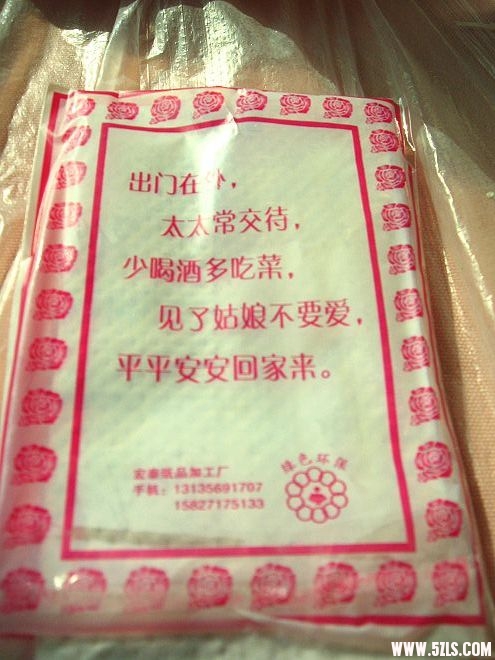 出门在外，
太太常交待，
少喝酒多吃菜，
见了姑娘不要爱，
平平安安回家来。
宏泰纸品加工厂
手机：13135691707
15827175133
绿色环保
WWW.5ZLS.COM